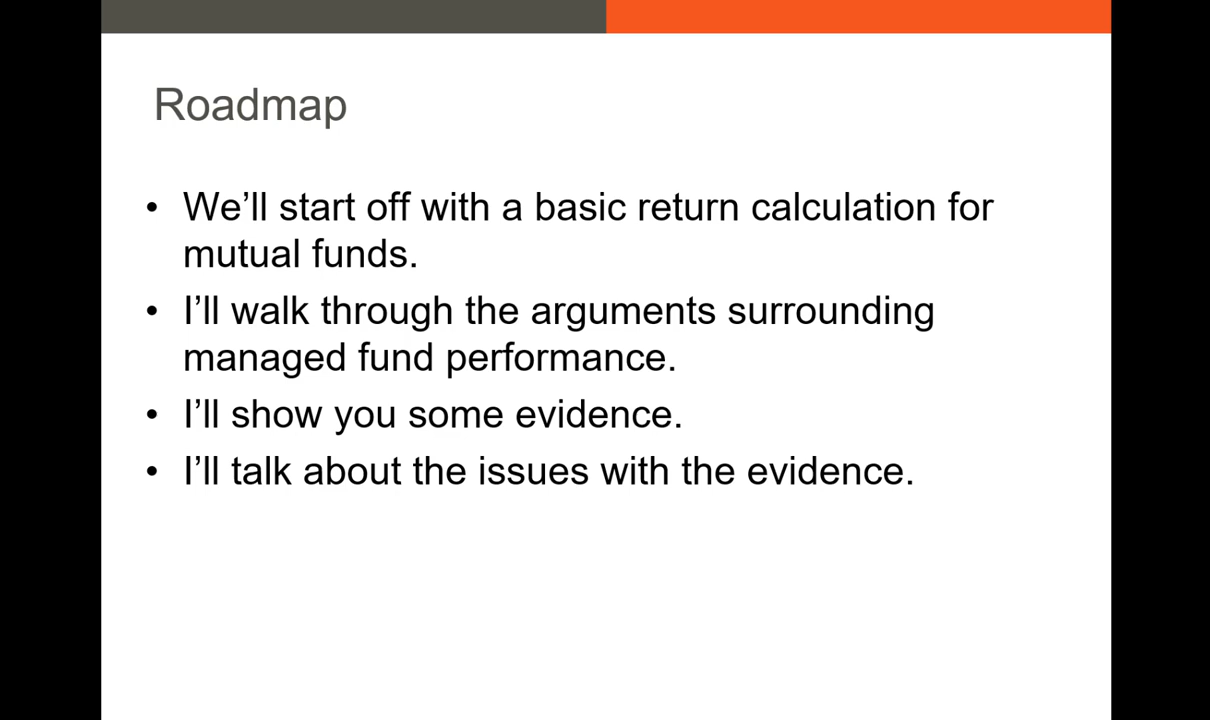 Roadmap
• We’ll start off with a basic return calculation for
mutual funds.
• I’ll walk through the arguments surrounding
managed fund performance.
• I’ll show you some evidence.
• I’ll talk about the issues with the evidence.